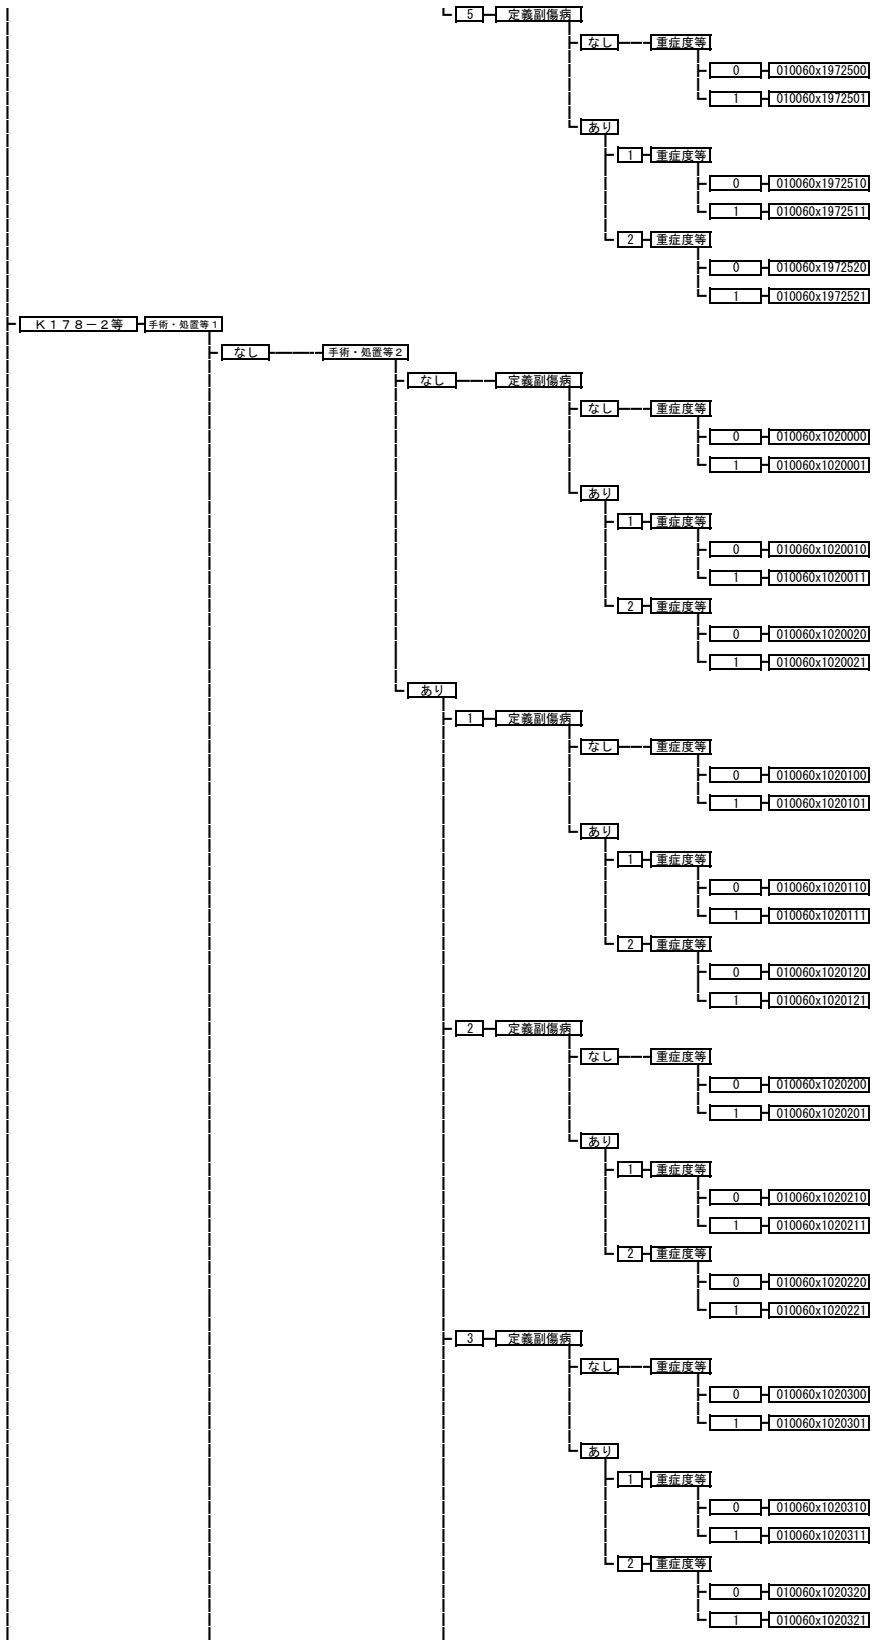 5 定義副傷病
なし 重症度等
0 010060x1972500
1 010060x1972501
あり
1 重症度等
0 010060x1972510
1 010060x1972511
2 重症度等
0 010060x1972520
1 010060x1972521
K178－2等 手術・処置等1
なし 手術・処置等2
なし 定義副傷病
なし 重症度等
0 010060x1020000
1 010060x1020001
あり
1 重症度等
0 010060x1020010
1 010060x1020011
2 重症度等
0 010060x1020020
1 010060x1020021
あり
1 定義副傷病
なし 重症度等
0 010060x1020100
1 010060x1020101
あり
1 重症度等
0 010060x1020110
1 010060x1020111
2 重症度等
0 010060x1020120
1 010060x1020121
2 定義副傷病
なし 重症度等
0 010060x1020200
1 010060x1020201
あり
1 重症度等
0 010060x1020210
1 010060x1020211
2 重症度等
0 010060x1020220
1 010060x1020221
3 定義副傷病
なし 重症度等
0 010060x1020300
1 010060x1020301
あり
1 重症度等
0 010060x1020310
1 010060x1020311
2 重症度等
0 010060x1020320
1 010060x1020321